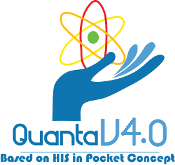 QuantaV4.0
Based on HIS in Pocket Concept